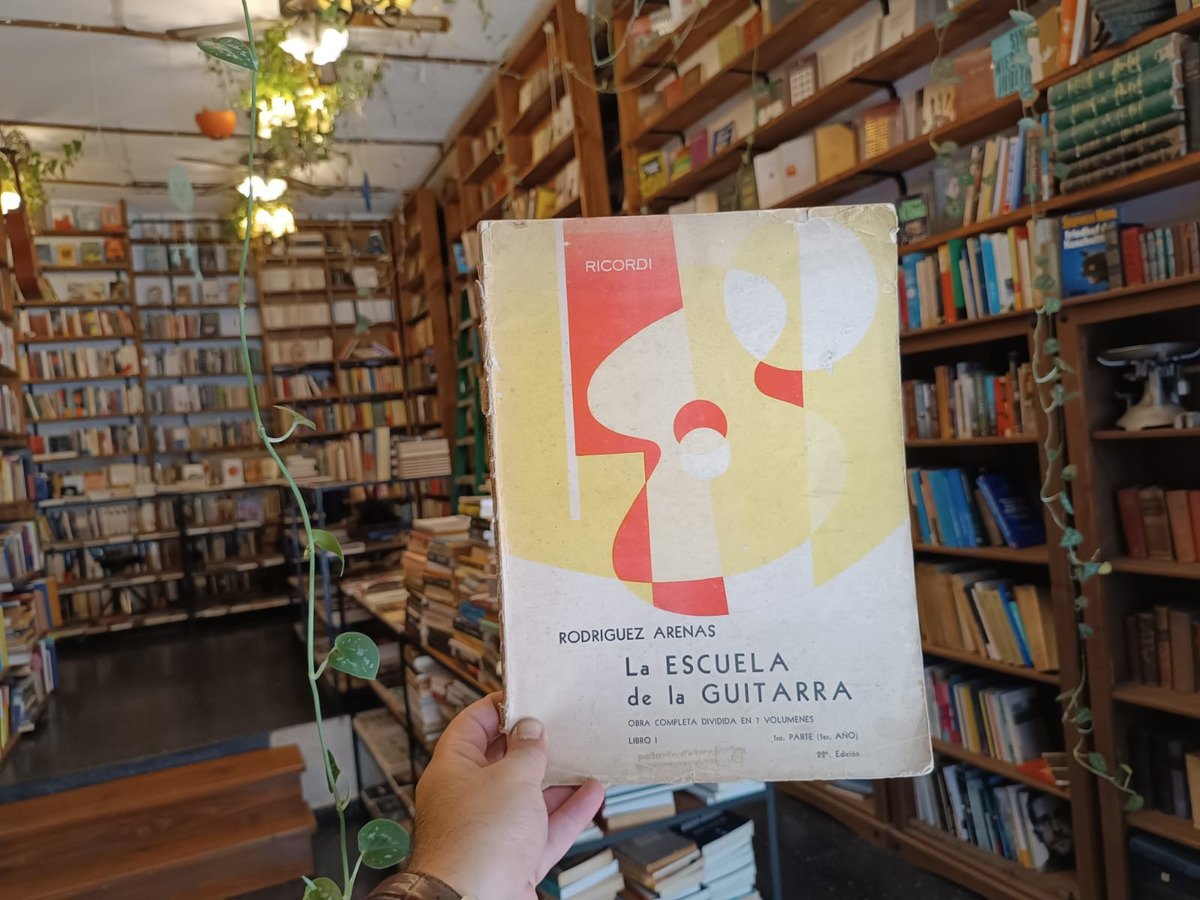 RICORDI
RODRIGUEZ ARENAS
La ESCUELA
de la GUITARRA
OBRA COMPLETA DIVIDIDA EN 7 VOLUMENES
LIBRO I 1ra. PARTE (1er. AÑO)
22ª. Edición